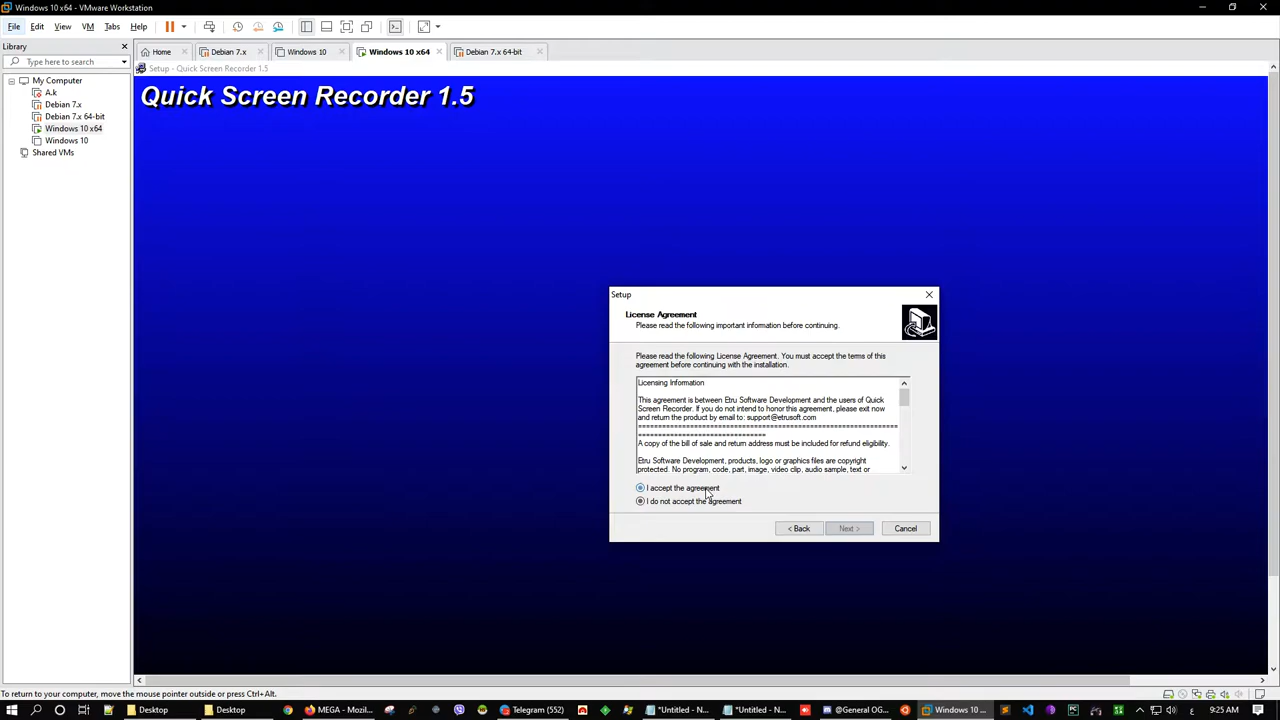 Windows 10 x64 - VMware Workstation
File Edit View VM Tabs Help
Library
Type here to search
My Computer
A.k
Debian 7.x
Debian 7.x 64-bit
Windows 10 x64
Windows 10
Shared VMs
Home Debian 7.x Windows 10 Windows 10 x64 Debian 7.x 64-bit
Setup - Quick Screen Recorder 1.5
Quick Screen Recorder 1.5
Setup
License Agreement
Please read the following important information before continuing.
Please read the following License Agreement. You must accept the terms of this
agreement before continuing with the installation.
Licensing Information
This agreement is between Etru Software Development and the users of Quick
Screen Recorder. If you do not intend to honor this agreement, please exit now
and return the product by email to: support@etrusoft.com
================================================================
===============================
A copy of the bill of sale and return address must be included for refund eligibility.
Etru Software Development, products, logo or graphics files are copyright
protected. No program, code, part, image, video clip, audio sample, text or
I accept the agreement
I do not accept the agreement
< Back Next > Cancel
To return to your computer, move the mouse pointer outside or press Ctrl+Alt.
Desktop Desktop MEGA - Mozil... Telegram (552) *Untitled - N... *Untitled - N... @General OG... Windows 10 ... 9:25 AM